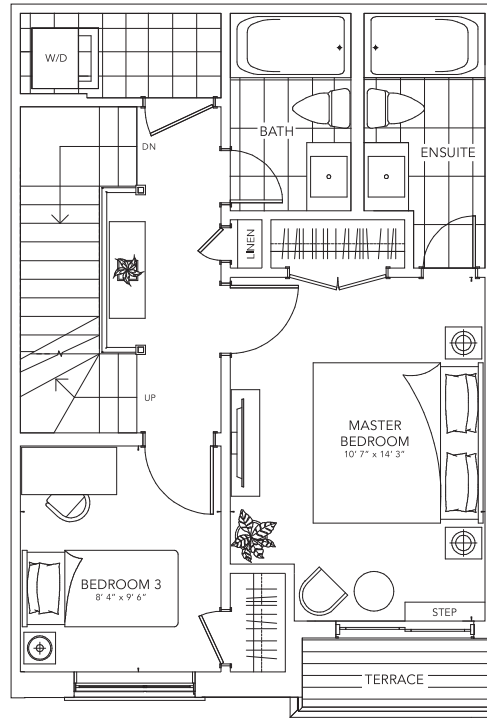 W/D
DN
BATH
ENSUITE
LINEN
UP
MASTER
BEDROOM
10' 7" x 14' 3"
BEDROOM 3
8' 4" x 9' 6"
STEP
TERRACE